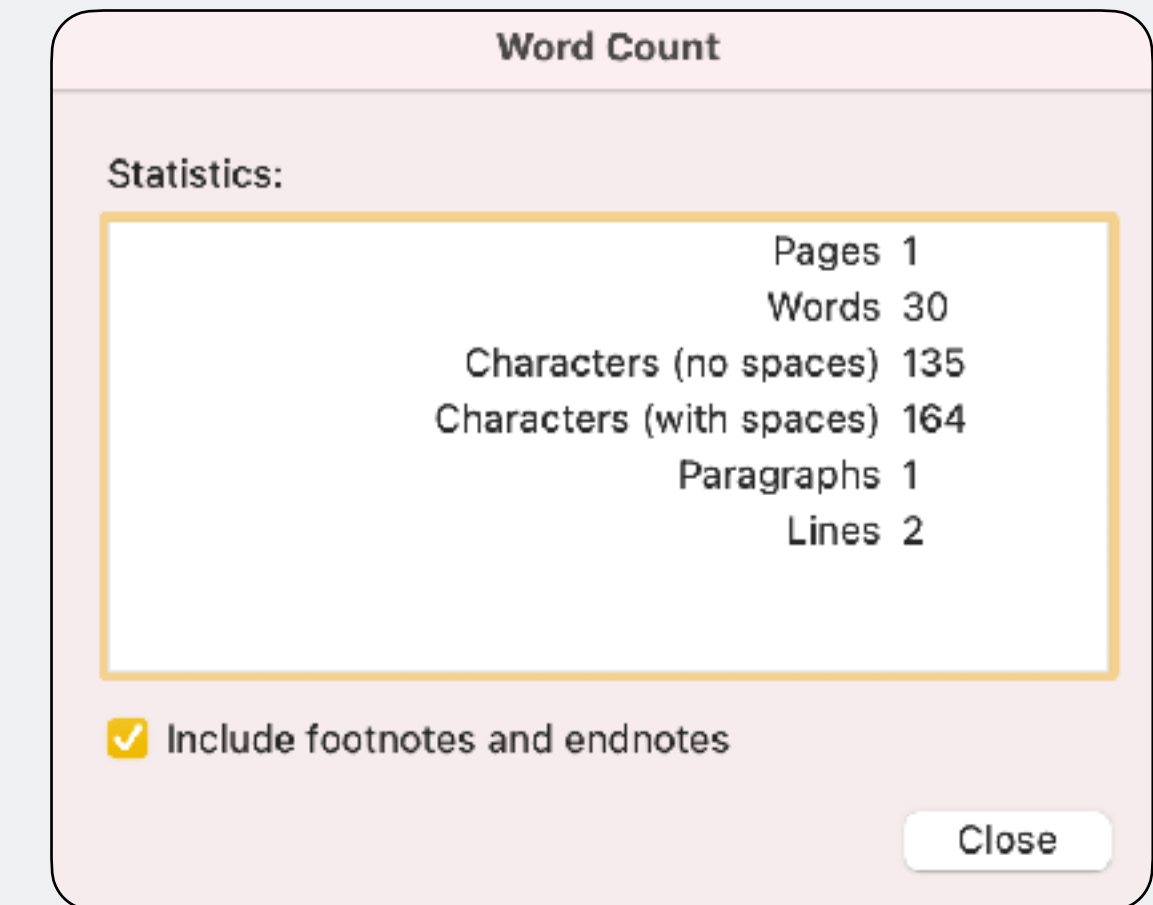 Word Count
Statistics:
Pages 1
Words 30
Characters (no spaces) 135
Characters (with spaces) 164
Paragraphs 1
Lines 2
Include footnotes and endnotes
Close